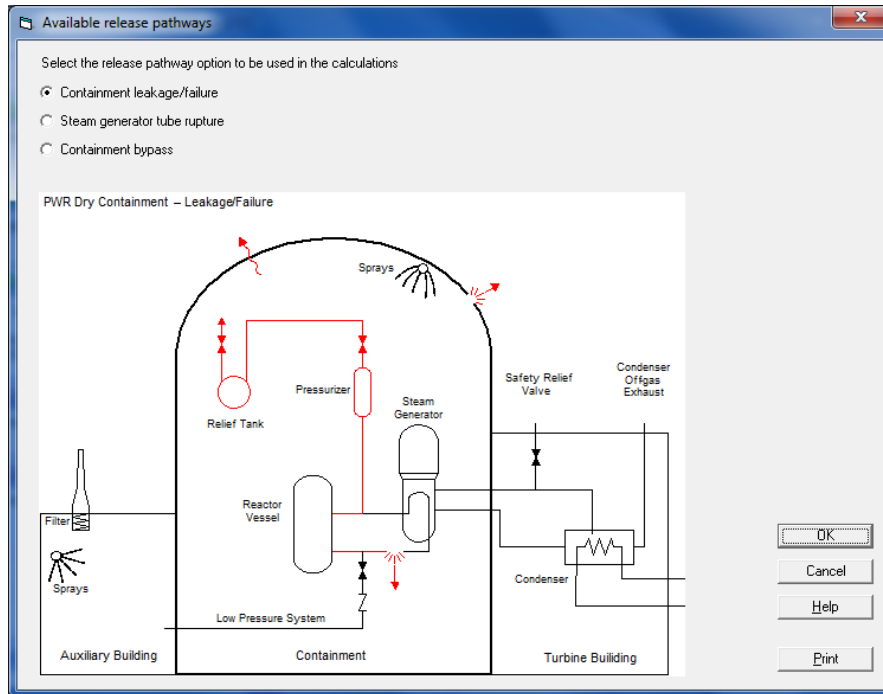 Available release pathways
Select the release pathway option to be used in the calculations
Containment leakage/failure
Steam generator tube rupture
Containment bypass
PWR Dry Containment – Leakage/Failure
Sprays
Safety Relief
Valve
Condenser
Offgas
Exhaust
Pressurizer
Steam
Generator
Relief Tank
Reactor
Vessel
Filter
Sprays
Condenser
Low Pressure System
Auxiliary Building
Containment
Turbine Builiding
OK
Cancel
Help
Print